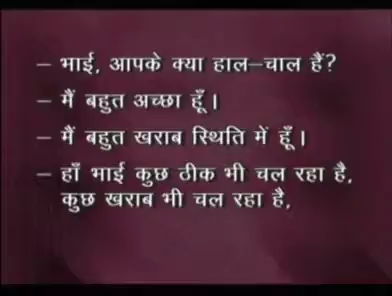 – भाई, आपके क्या हाल–चाल हैं?
– मैं बहुत अच्छा हूँ।
– मैं बहुत खराब स्थिति में हूँ।
– हाँ भाई कुछ ठीक भी चल रहा है,
कुछ खराब भी चल रहा है,